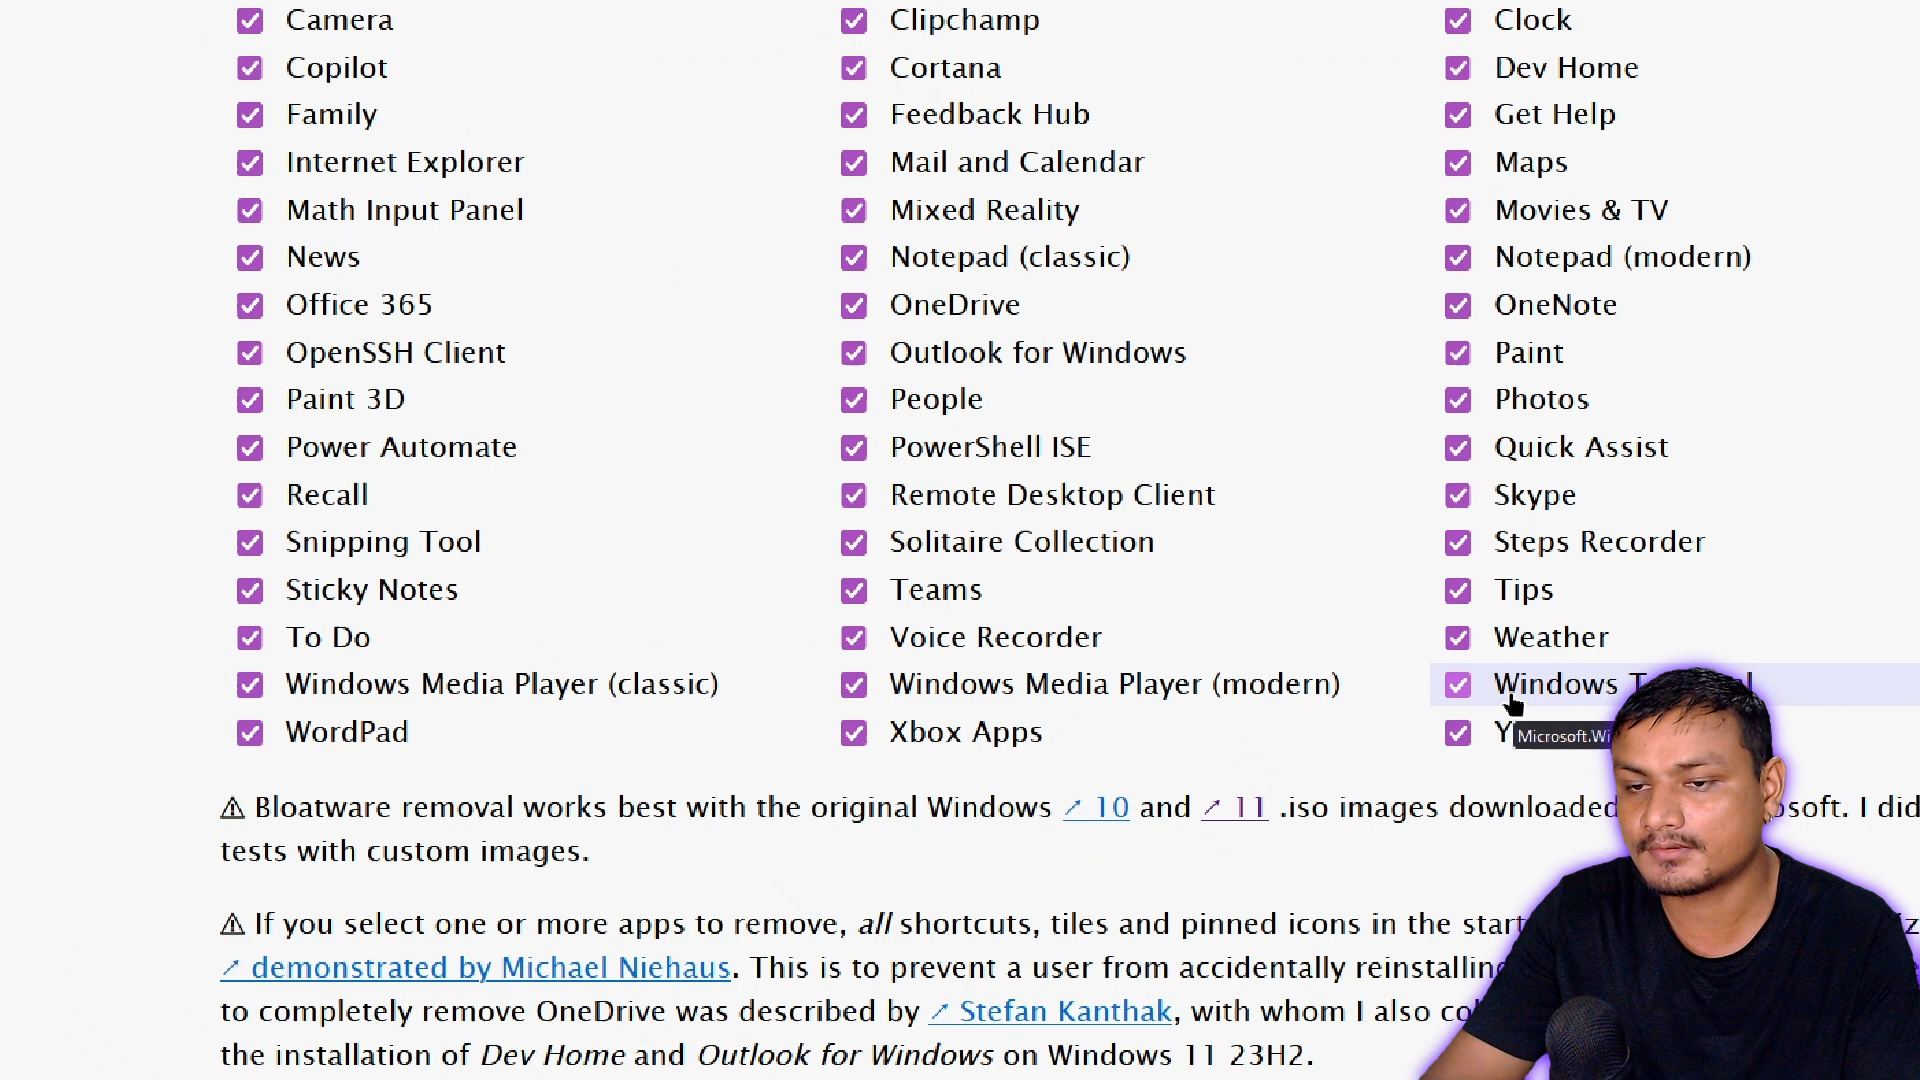 Camera Clipchamp Clock
Copilot Cortana Dev Home
Family Feedback Hub Get Help
Internet Explorer Mail and Calendar Maps
Math Input Panel Mixed Reality Movies & TV
News Notepad (classic) Notepad (modern)
Office 365 OneDrive OneNote
OpenSSH Client Outlook for Windows Paint
Paint 3D People Photos
Power Automate PowerShell ISE Quick Assist
Recall Remote Desktop Client Skype
Snipping Tool Solitaire Collection Steps Recorder
Sticky Notes Teams Tips
To Do Voice Recorder Weather
Windows Media Player (classic) Windows Media Player (modern) Windows
WordPad Xbox Apps
Microsoft.Wi
⚠ Bloatware removal works best with the original Windows ↗ 10 and ↗ 11 .iso images downloaded osoft. I did
tests with custom images.
⚠ If you select one or more apps to remove, all shortcuts, tiles and pinned icons in the start
↗ demonstrated by Michael Niehaus. This is to prevent a user from accidentally reinstalling
to completely remove OneDrive was described by ↗ Stefan Kanthak, with whom I also co
the installation of Dev Home and Outlook for Windows on Windows 11 23H2.